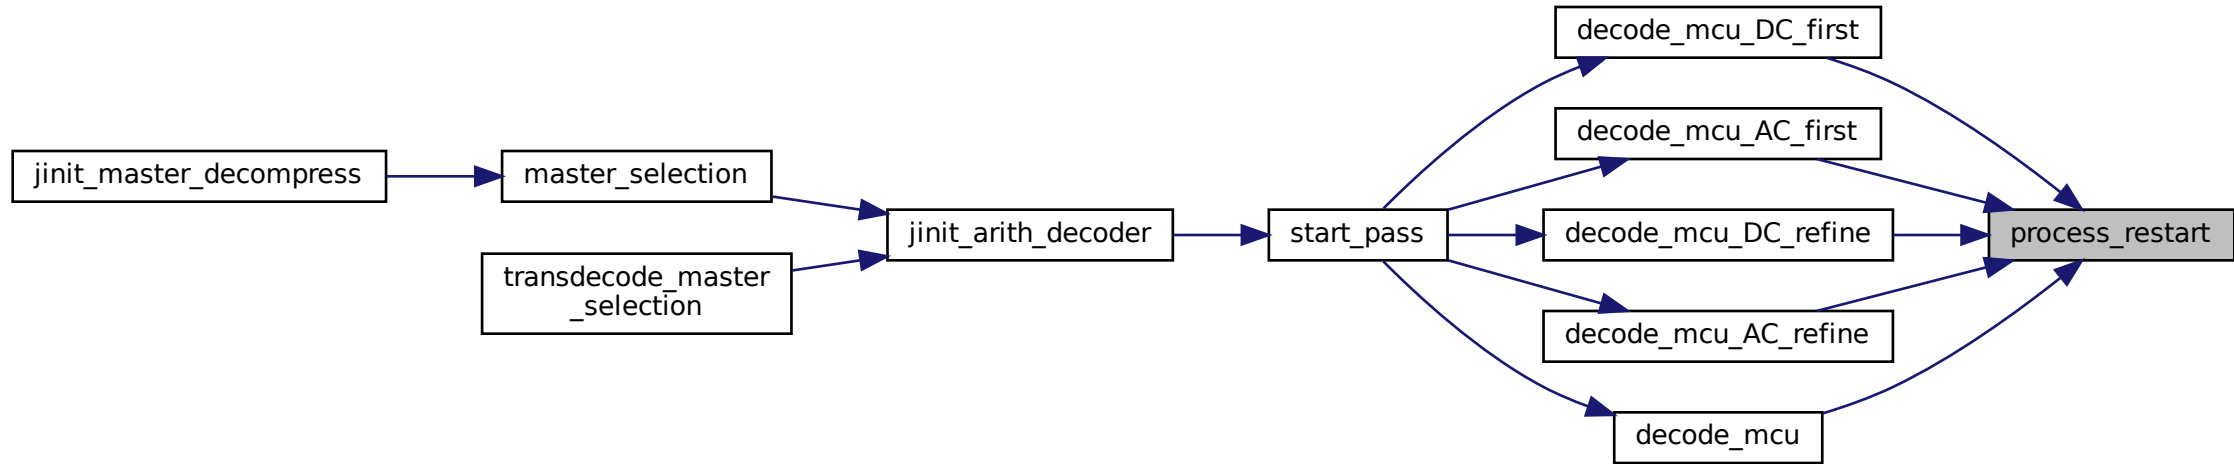 decode_mcu_DC_first
decode_mcu_AC_first
jinit_master_decompress
master_selection
jinit_arith_decoder
start_pass
decode_mcu_DC_refine
process_restart
transdecode_master
_selection
decode_mcu_AC_refine
decode_mcu